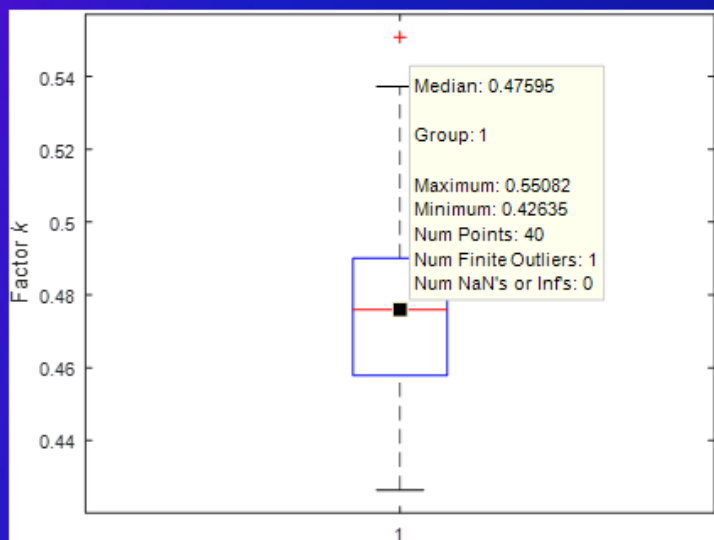 0.54
0.52
0.5
0.48
0.46
0.44
Factor k
1
Median: 0.47595
Group: 1
Maximum: 0.55082
Minimum: 0.42635
Num Points: 40
Num Finite Outliers: 1
Num NaN's or Inf's: 0